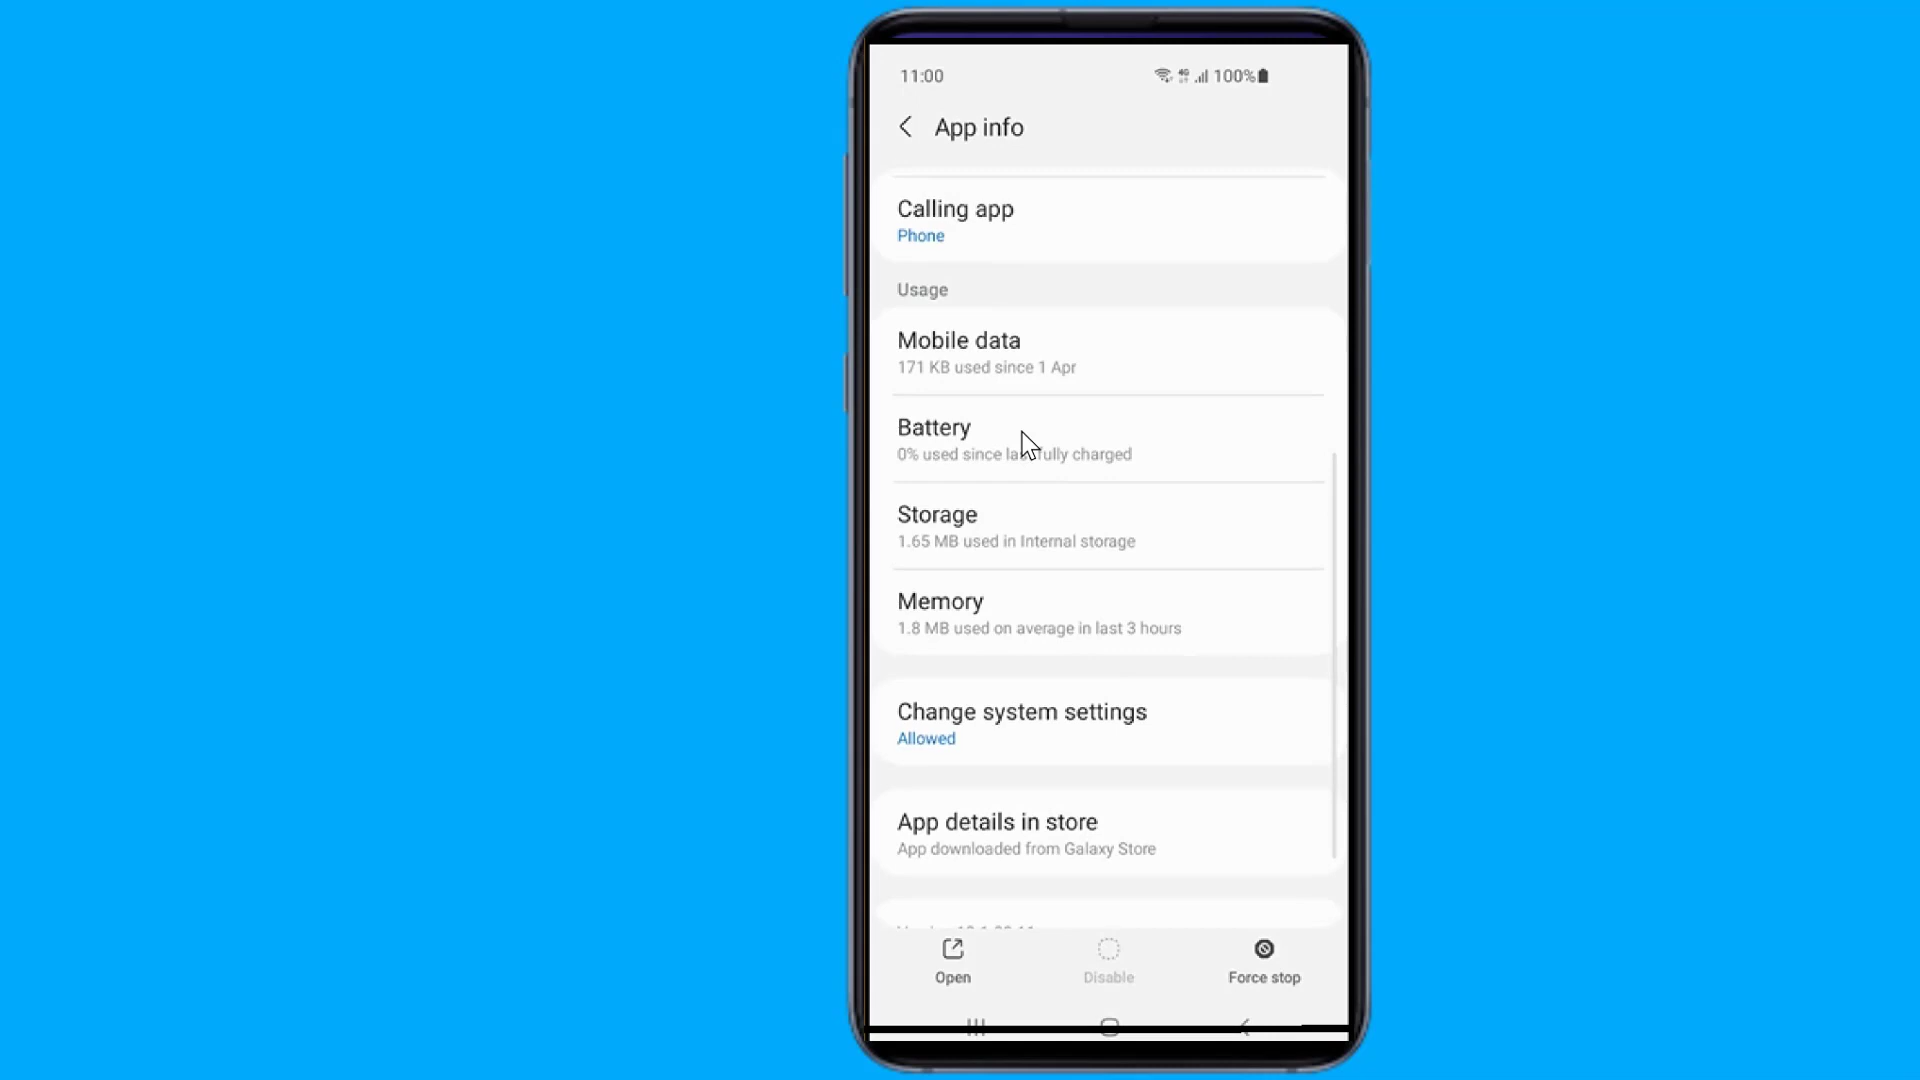 11:00
4G
100%
App info
Calling app
Phone
Usage
Mobile data
171 KB used since 1 Apr
Battery
0% used since last fully charged
Storage
1.65 MB used in Internal storage
Memory
1.8 MB used on average in last 3 hours
Change system settings
Allowed
App details in store
App downloaded from Galaxy Store
Open
Disable
Force stop